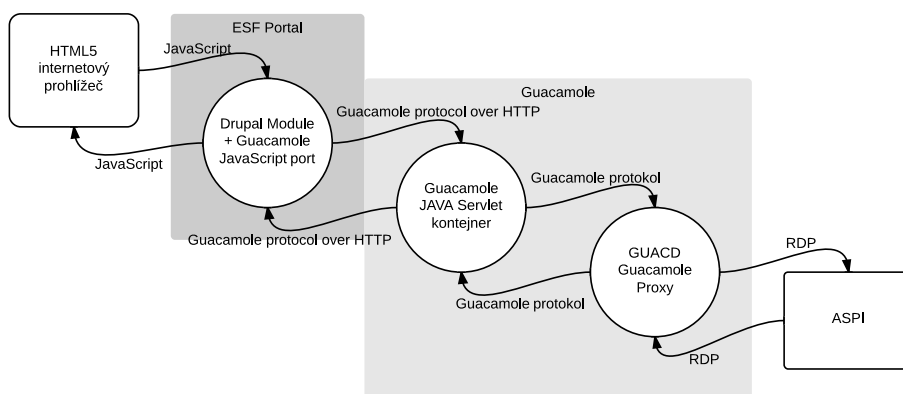 ESF Portal
HTML5
internetový
prohlížeč
JavaScript
JavaScript
Drupal Module
+ Guacamole
JavaScript port
Guacamole
Guacamole protocol over HTTP
Guacamole protocol over HTTP
Guacamole
JAVA Servlet
kontejner
Guacamole protokol
Guacamole protokol
GUACD
Guacamole
Proxy
RDP
RDP
ASPI